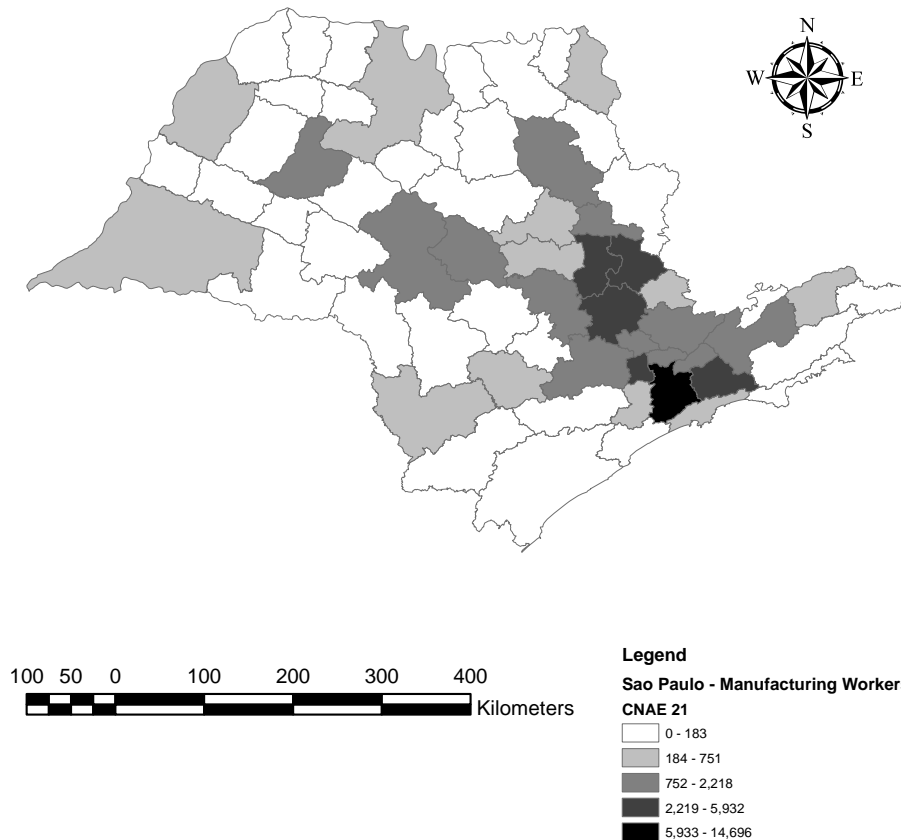 N
W E
S
100 50 0 100 200 300 400
Kilometers
Legend
Sao Paulo - Manufacturing Worker
CNAE 21
0 - 183
184 - 751
752 - 2,218
2,219 - 5,932
5,933 - 14,696